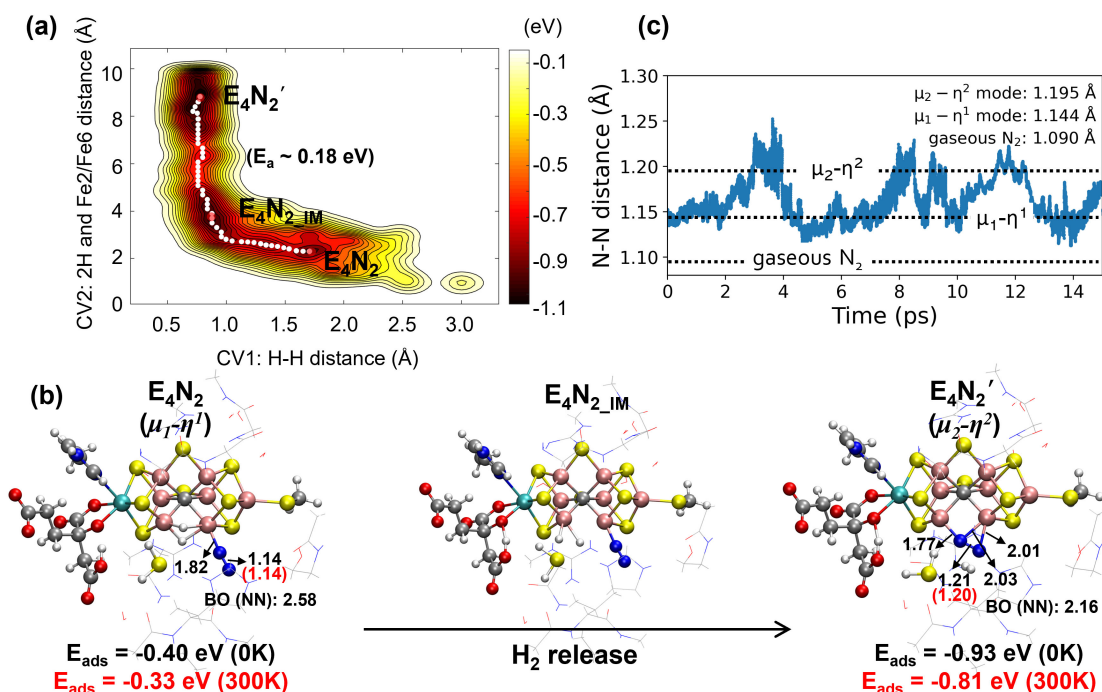 (a)
(eV)
CV2: 2H and Fe2/Fe6 distance (Å)
10
8
6
4
2
0
0.5 1.0 1.5 2.0 2.5 3.0
CV1: H-H distance (Å)
E₄N₂′
(Eₐ ~ 0.18 eV)
E₄N₂_IM
E₄N₂
-0.1
-0.3
-0.5
-0.7
-0.9
-1.1
(c)
N-N distance (Å)
1.30
1.25
1.20
1.15
1.10
0 2 4 6 8 10 12 14
Time (ps)
μ₂ − η² mode: 1.195 Å
μ₁ − η¹ mode: 1.144 Å
gaseous N₂: 1.090 Å
μ₂-η²
μ₁-η¹
gaseous N₂
(b)
E₄N₂
(μ₁-η¹)
1.82
1.14
(1.14)
BO (NN): 2.58
E_ads = -0.40 eV (0K)
E_ads = -0.33 eV (300K)
E₄N₂_IM
H₂ release
E₄N₂′
(μ₂-η²)
1.77
2.01
1.21
(1.20)
2.03
BO (NN): 2.16
E_ads = -0.93 eV (0K)
E_ads = -0.81 eV (300K)